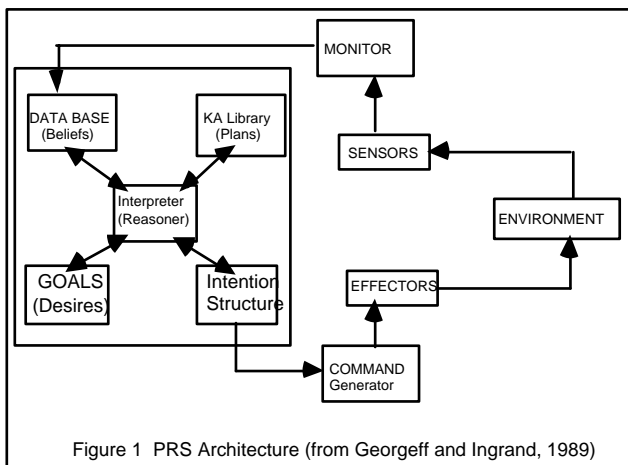 MONITOR
DATA BASE
(Beliefs)
KA Library
(Plans)
SENSORS
Interpreter
(Reasoner)
ENVIRONMENT
GOALS
(Desires)
Intention
Structure
EFFECTORS
COMMAND
Generator
Figure 1 PRS Architecture (from Georgeff and Ingrand, 1989)